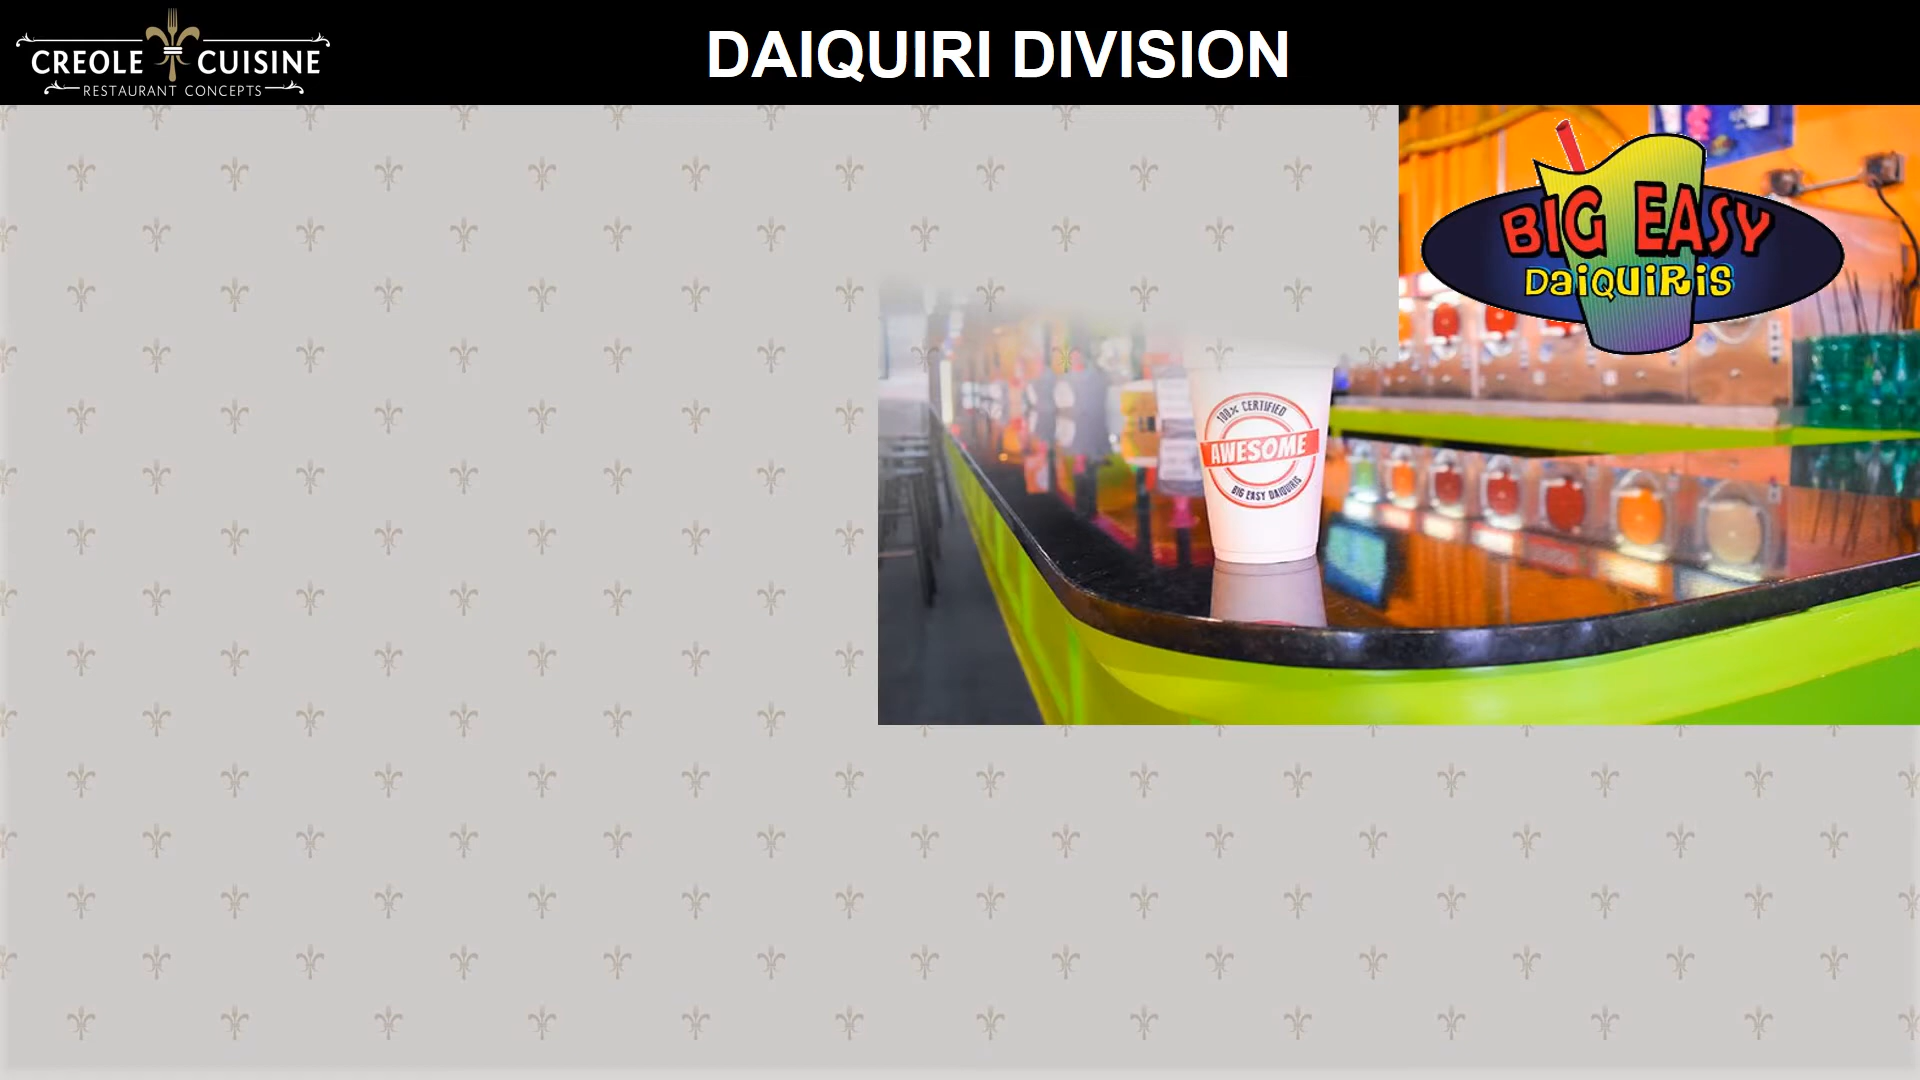 CREOLE CUISINE
RESTAURANT CONCEPTS
DAIQUIRI DIVISION
BIG EASY
DaiQUiRiS
100% CERTIFIED
AWESOME
BIG EASY DAIQUIRIS